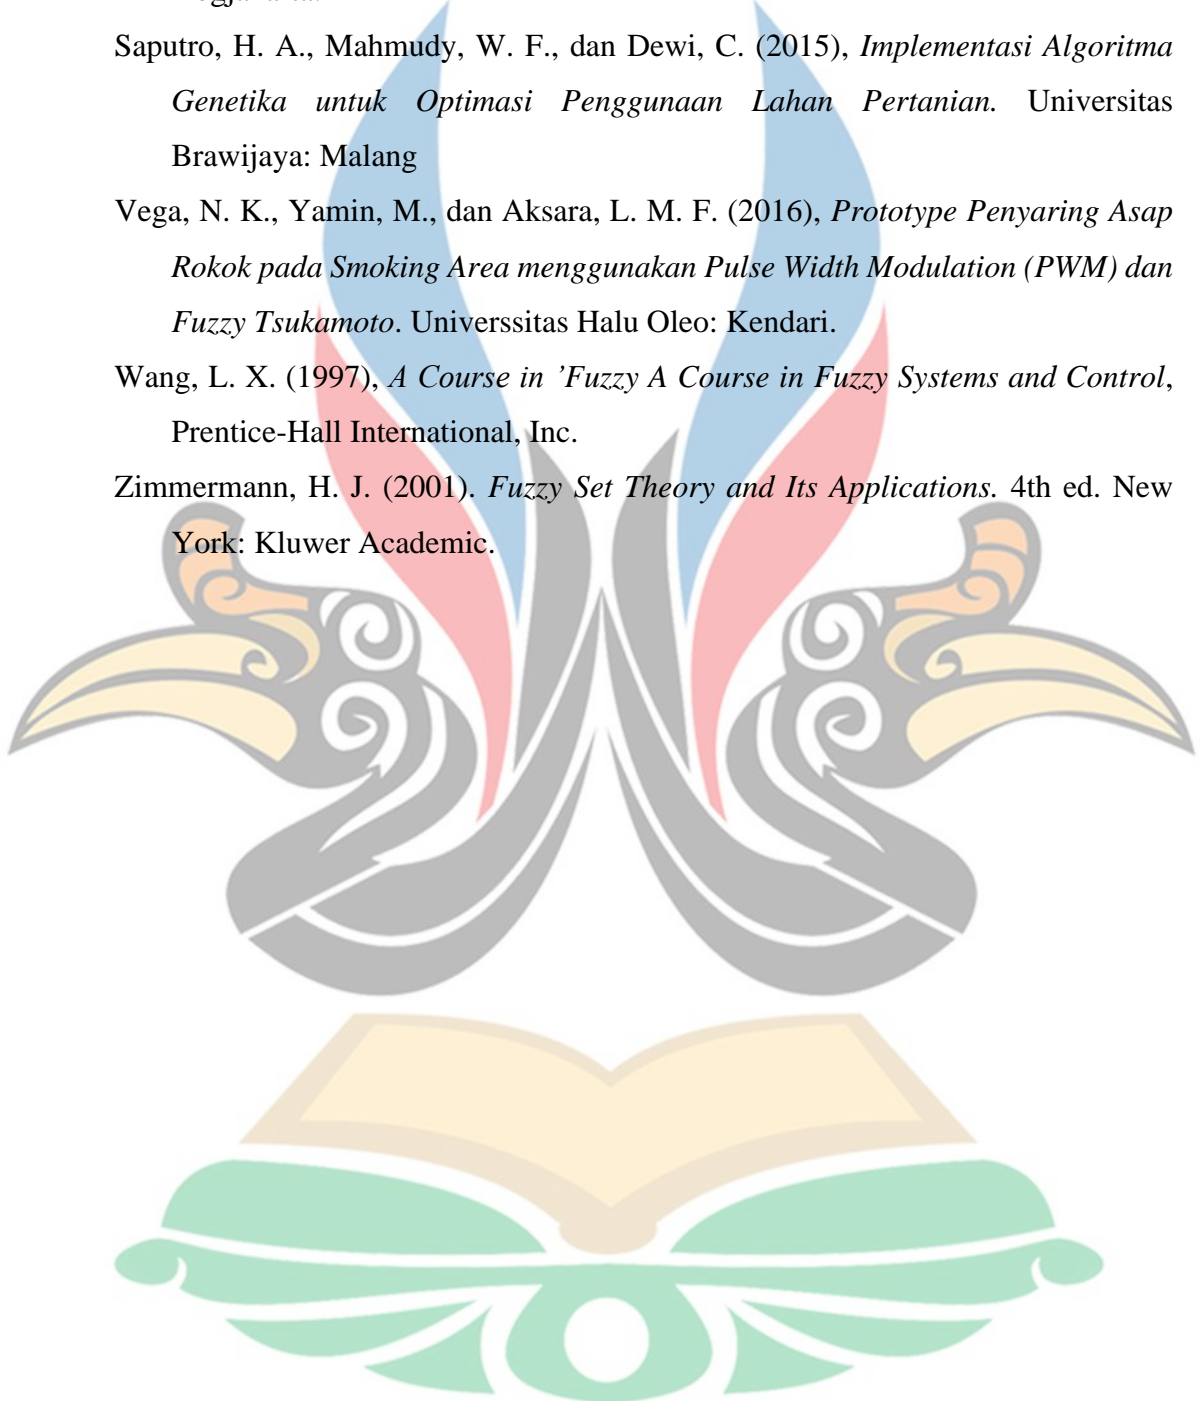 Saputro, H. A., Mahmudy, W. F., dan Dewi, C. (2015), Implementasi Algoritma
Genetika untuk Optimasi Penggunaan Lahan Pertanian. Universitas
Brawijaya: Malang
Vega, N. K., Yamin, M., dan Aksara, L. M. F. (2016), Prototype Penyaring Asap
Rokok pada Smoking Area menggunakan Pulse Width Modulation (PWM) dan
Fuzzy Tsukamoto. Universsitas Halu Oleo: Kendari.
Wang, L. X. (1997), A Course in ’Fuzzy A Course in Fuzzy Systems and Control,
Prentice-Hall International, Inc.
Zimmermann, H. J. (2001). Fuzzy Set Theory and Its Applications. 4th ed. New
York: Kluwer Academic.